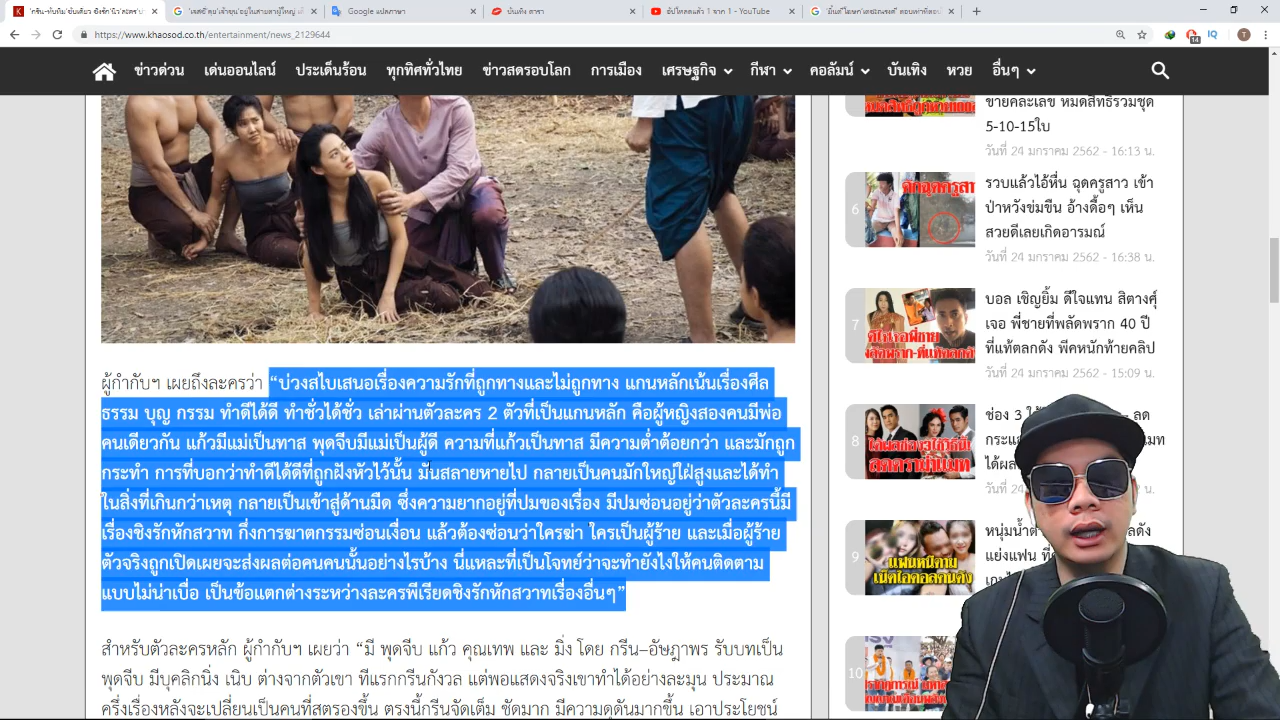 บันเทิง ดารา
Google แปลภาษา
อัปโหลดแล้ว 1 จาก 1 - YouTube
https://www.khaosod.co.th/entertainment/news_2129644
ข่าวด่วน เด่นออนไลน์ ประเด็นร้อน ทุกทิศทั่วไทย ข่าวสดรอบโลก การเมือง เศรษฐกิจ กีฬา คอลัมน์ บันเทิง หวย อื่นๆ
ผู้กำกับฯ เผยถึงละครว่า “บ่วงสไบเสนอเรื่องความรักที่ถูกทางและไม่ถูกทาง แกนหลักเน้นเรื่องศีล
ธรรม บุญ กรรม ทำดีได้ดี ทำชั่วได้ชั่ว เล่าผ่านตัวละคร 2 ตัวที่เป็นแกนหลัก คือผู้หญิงสองคนมีพ่อ
คนเดียวกัน แก้วมีแม่เป็นทาส พุดจีบมีแม่เป็นผู้ดี ความที่แก้วเป็นทาส มีความต่ำต้อยกว่า และมักถูก
กระทำ การที่บอกว่าทำดีได้ดีที่ถูกฝังหัวไว้นั้น มันสลายหายไป กลายเป็นคนมักใหญ่ใฝ่สูงและได้ทำ
ในสิ่งที่เกินกว่าเหตุ กลายเป็นเข้าสู่ด้านมืด ซึ่งความยากอยู่ที่ปมของเรื่อง มีปมซ่อนอยู่ว่าตัวละครนี้มี
เรื่องชิงรักหักสวาท กึ่งการฆาตกรรมซ่อนเงื่อน แล้วต้องซ่อนว่าใครฆ่า ใครเป็นผู้ร้าย และเมื่อผู้ร้าย
ตัวจริงถูกเปิดเผยจะส่งผลต่อคนคนนั้นอย่างไรบ้าง นี่แหละที่เป็นโจทย์ว่าจะทำยังไงให้คนติดตาม
แบบไม่น่าเบื่อ เป็นข้อแตกต่างระหว่างละครพีเรียดชิงรักหักสวาทเรื่องอื่นๆ”
สำหรับตัวละครหลัก ผู้กำกับฯ เผยว่า “มี พุดจีบ แก้ว คุณเทพ และ มิ่ง โดย กรีน–อัษฎาพร รับบทเป็น
พุดจีบ มีบุคลิกนิ่ง เนิบ ต่างจากตัวเขา ที่แรกกรีนกังวล แต่พอแสดงจริงเขาทำได้อย่างละมุน ประมาณ
ขายคละเลข หมดสิทธิ์รวมชุด
5-10-15ใบ
วันที่ 24 มกราคม 2562 - 16:13 น.
6
รวบแล้วไอ้หื่น ฉุดครูสาว เข้า
ป่าหวังข่มขืน อ้างดื้อๆ เห็น
สวยดีเลยเกิดอารมณ์
วันที่ 24 มกราคม 2562 - 16:38 น.
7
บอล เชิญยิ้ม ดีใจแทน สีตางศุ์
เจอ พี่ชายที่พลัดพราก 40 ปี
ที่แท้ตลกดัง พีคหนักท้ายคลิป
วันที่ 24 มกราคม 2562 - 15:09 น.
8
9
แฟนหนีตาม
เน็ตไอดอลคนดัง
10